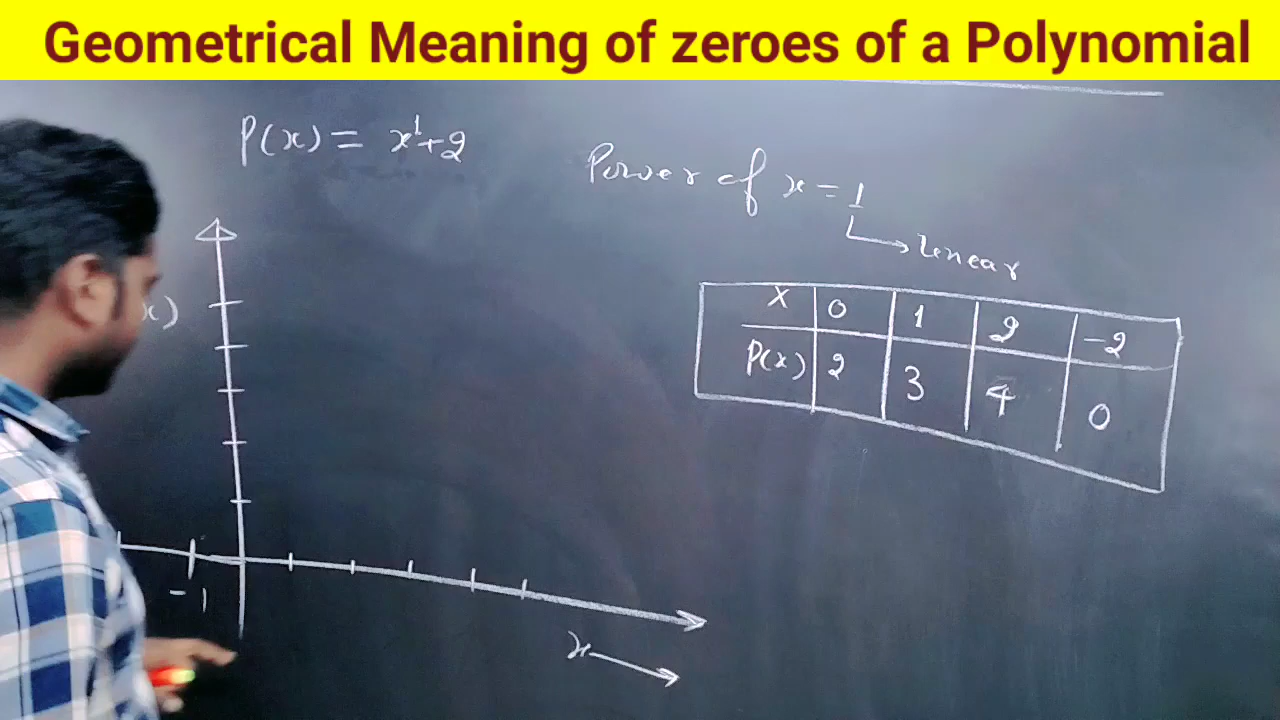 Geometrical Meaning of zeroes of a Polynomial
P(x) = x¹+2
Power of x = 1
Linear
x 0 1 2 -2
P(x) 2 3 4 0
x)
-1
x